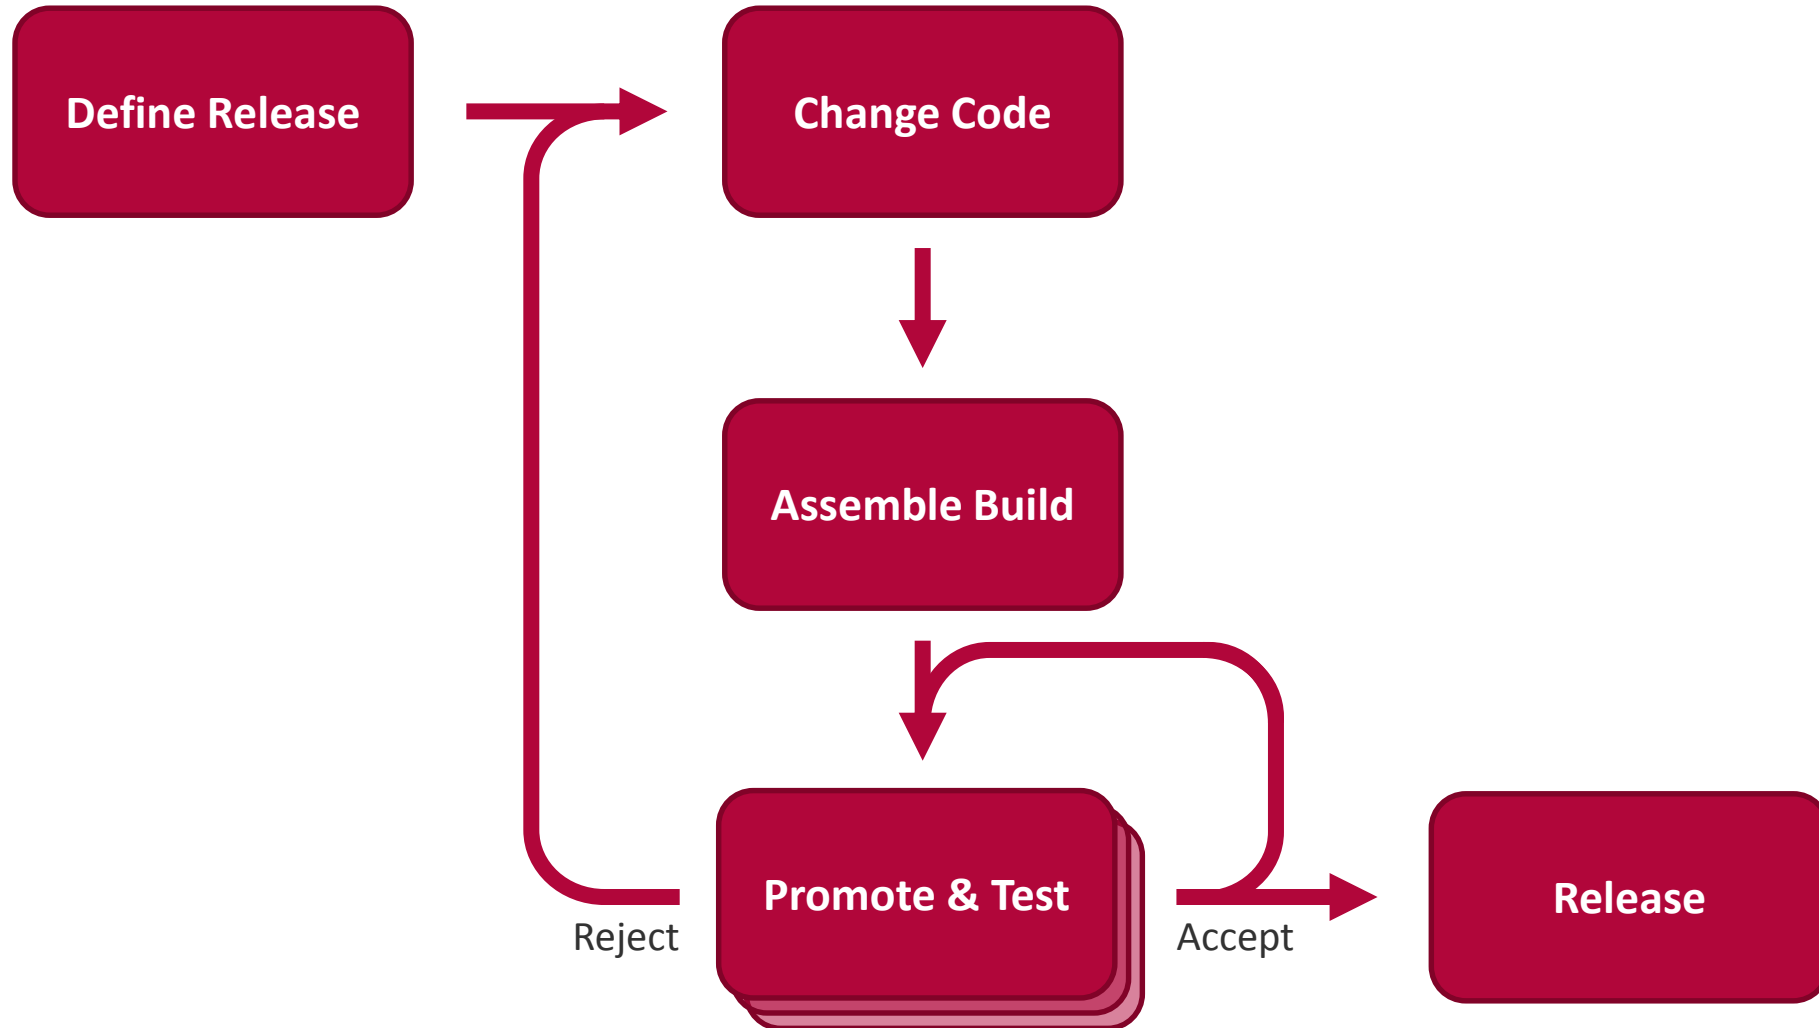 Define Release
Change Code
Assemble Build
Promote & Test
Reject
Accept
Release